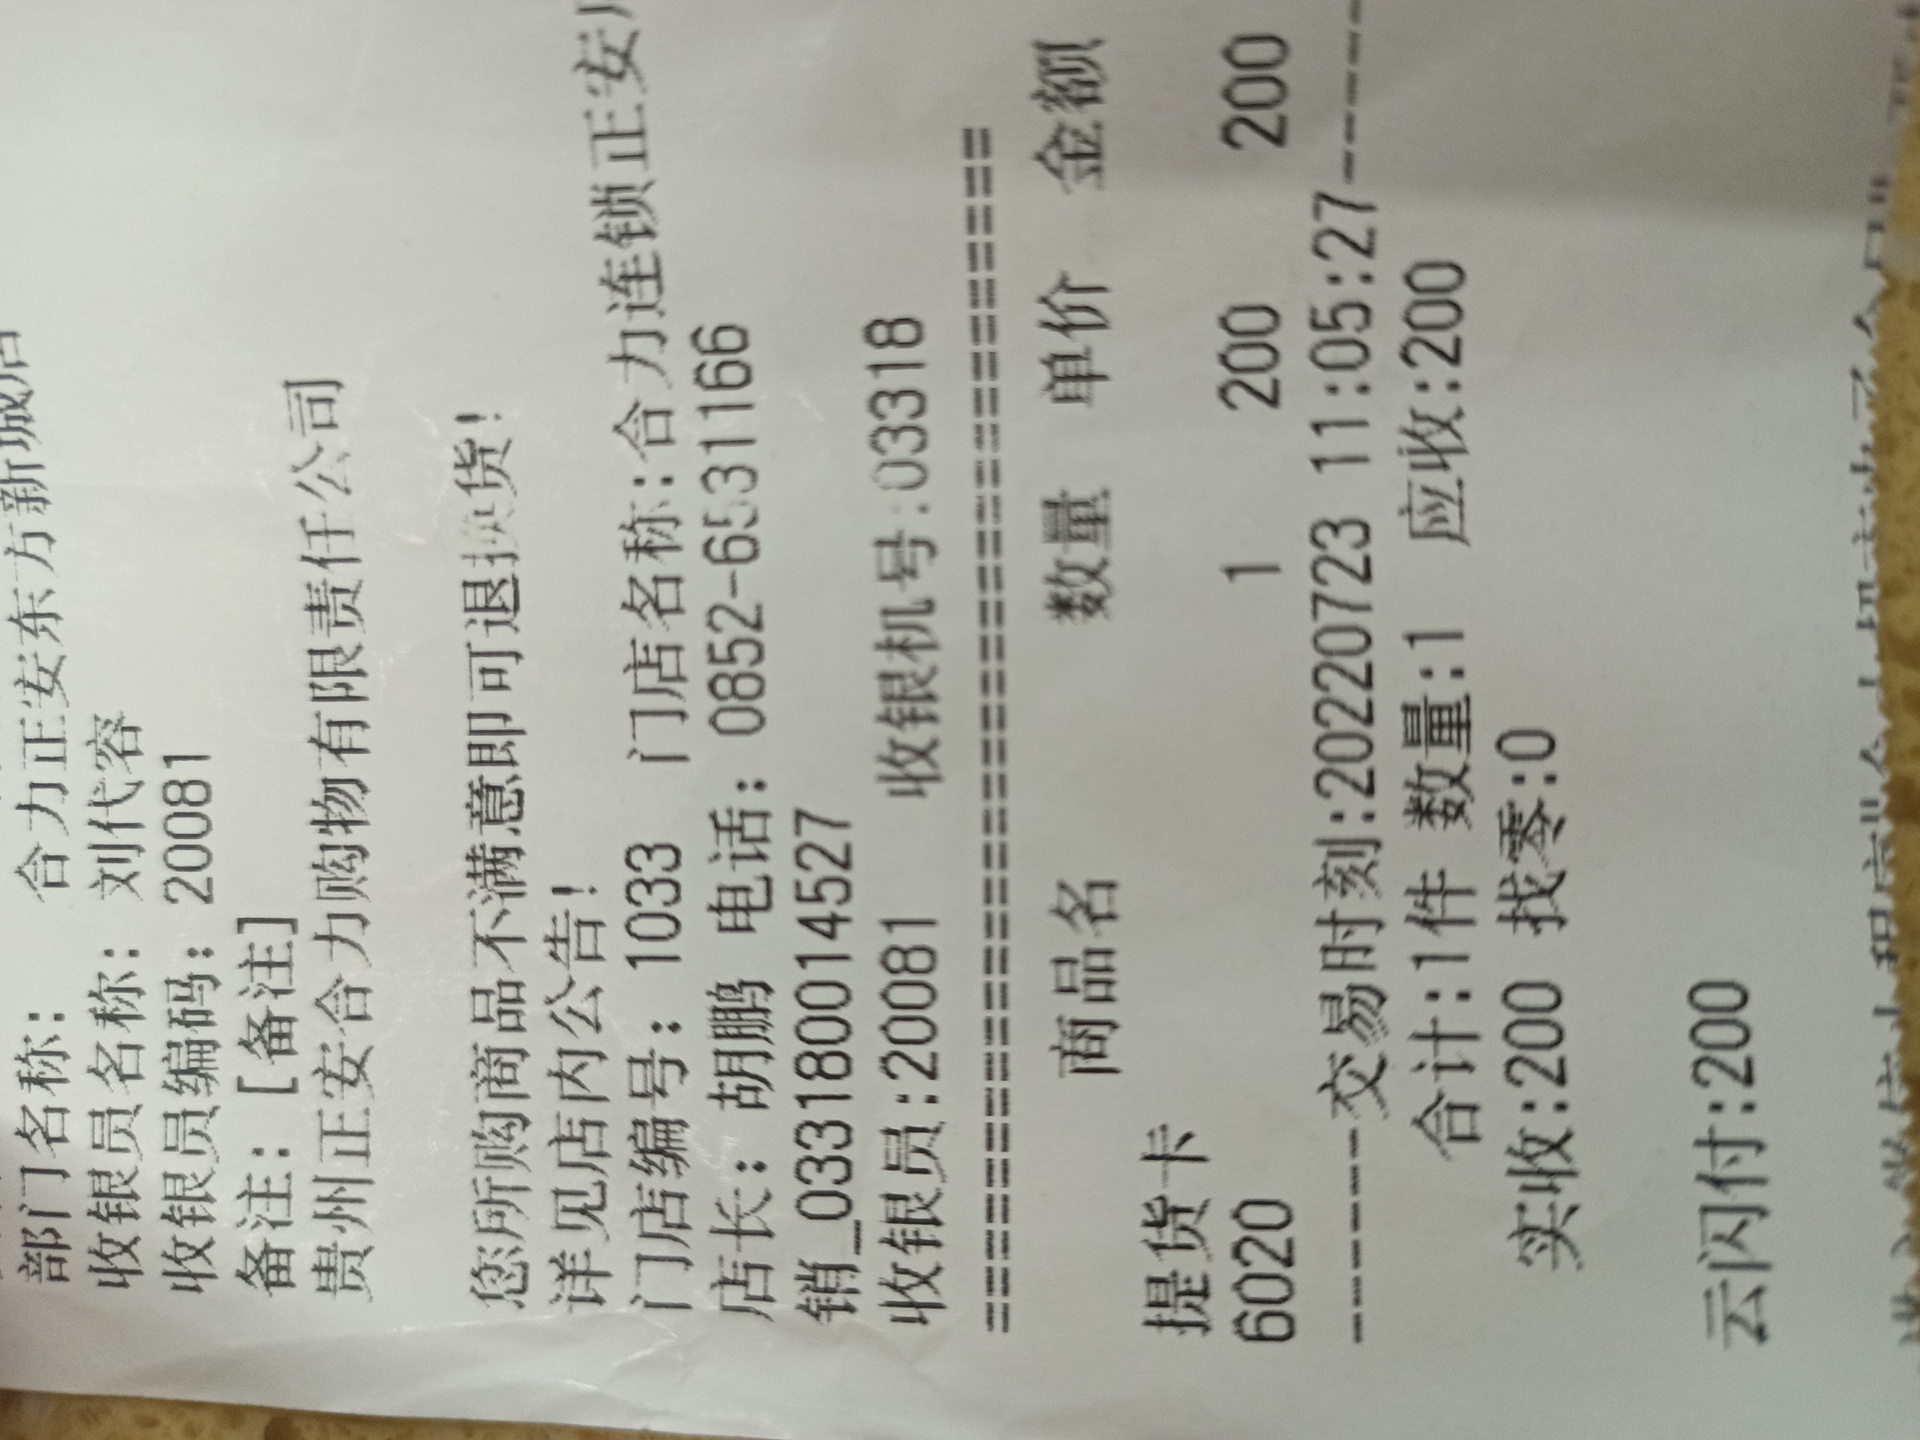 部门名称: 合力正安东方新城店
收银员名称: 刘代容
收银员编码: 20081
备注: [备注]
贵州正安合力购物有限责任公司
您所购商品不满意即可退换货!
详见店内公告!
门店编号: 1033 门店名称:合力连锁正安
店长: 胡鹏 电话: 0852-6531166
销_0331800014527
收银员:20081 收银机号:03318
==========================================
商品名 数量 单价 金额
提货卡
6020 1 200 200
--------交易时刻:20220723 11:05:27------
合计:1件 数量:1 应收:200
实收:200 找零:0
云闪付:200